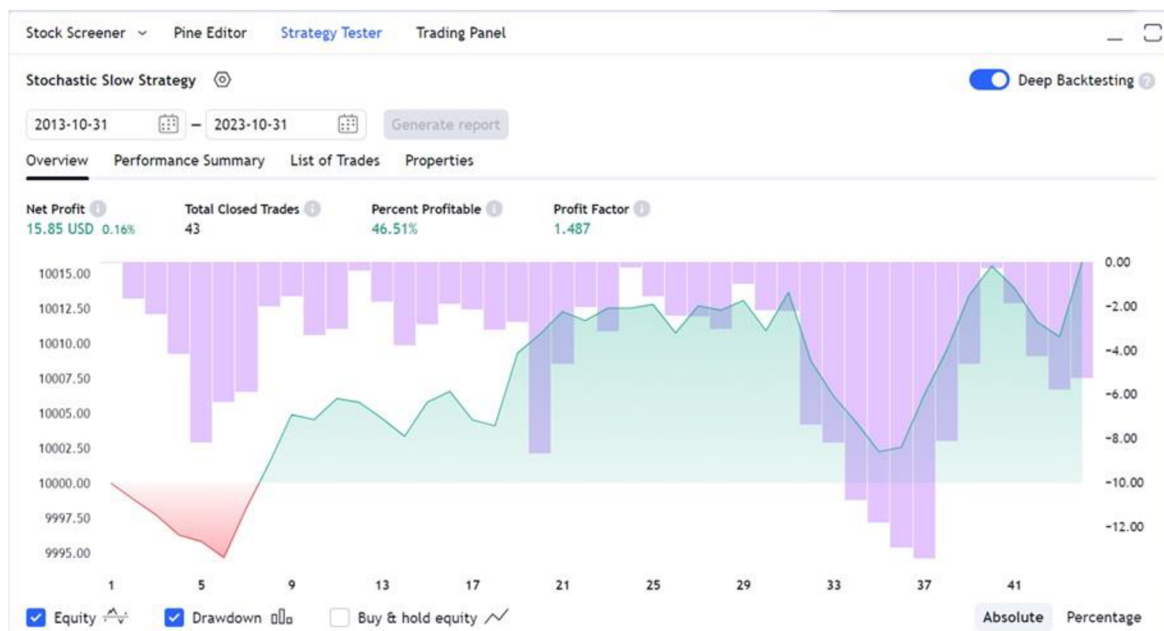 Stock Screener Pine Editor Strategy Tester Trading Panel
Stochastic Slow Strategy Deep Backtesting
2013-10-31 – 2023-10-31 Generate report
Overview Performance Summary List of Trades Properties
Net Profit Total Closed Trades Percent Profitable Profit Factor
15.85 USD 0.16% 43 46.51% 1.487
10015.00 0.00
10012.50 -2.00
10010.00 -4.00
10007.50
10005.00 -6.00
10002.50 -8.00
10000.00 -10.00
9997.50 -12.00
9995.00
1 5 9 13 17 21 25 29 33 37 41
Equity Drawdown Buy & hold equity Absolute Percentage